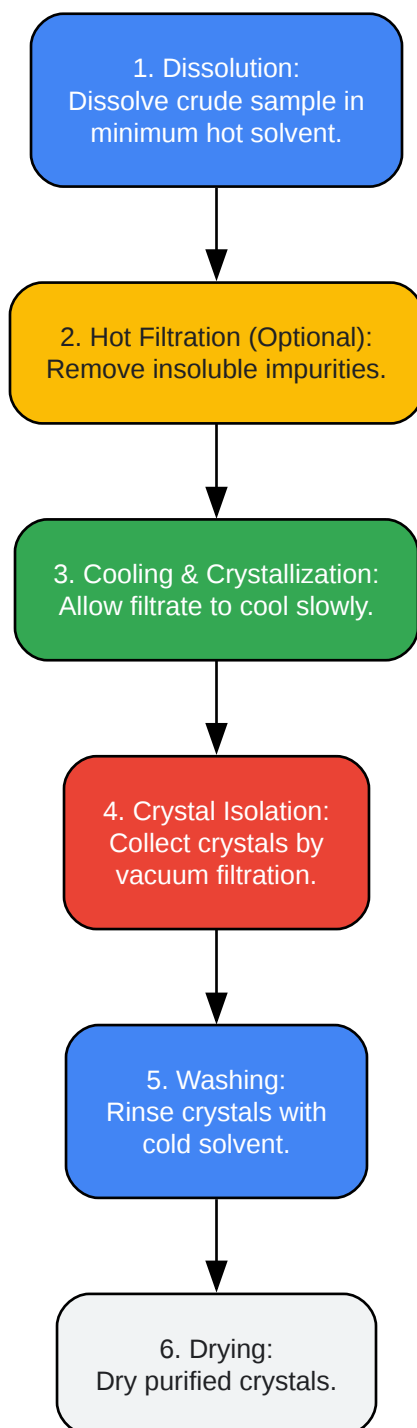 1. Dissolution:
Dissolve crude sample in
minimum hot solvent.
2. Hot Filtration (Optional):
Remove insoluble impurities.
3. Cooling & Crystallization:
Allow filtrate to cool slowly.
4. Crystal Isolation:
Collect crystals by
vacuum filtration.
5. Washing:
Rinse crystals with
cold solvent.
6. Drying:
Dry purified crystals.